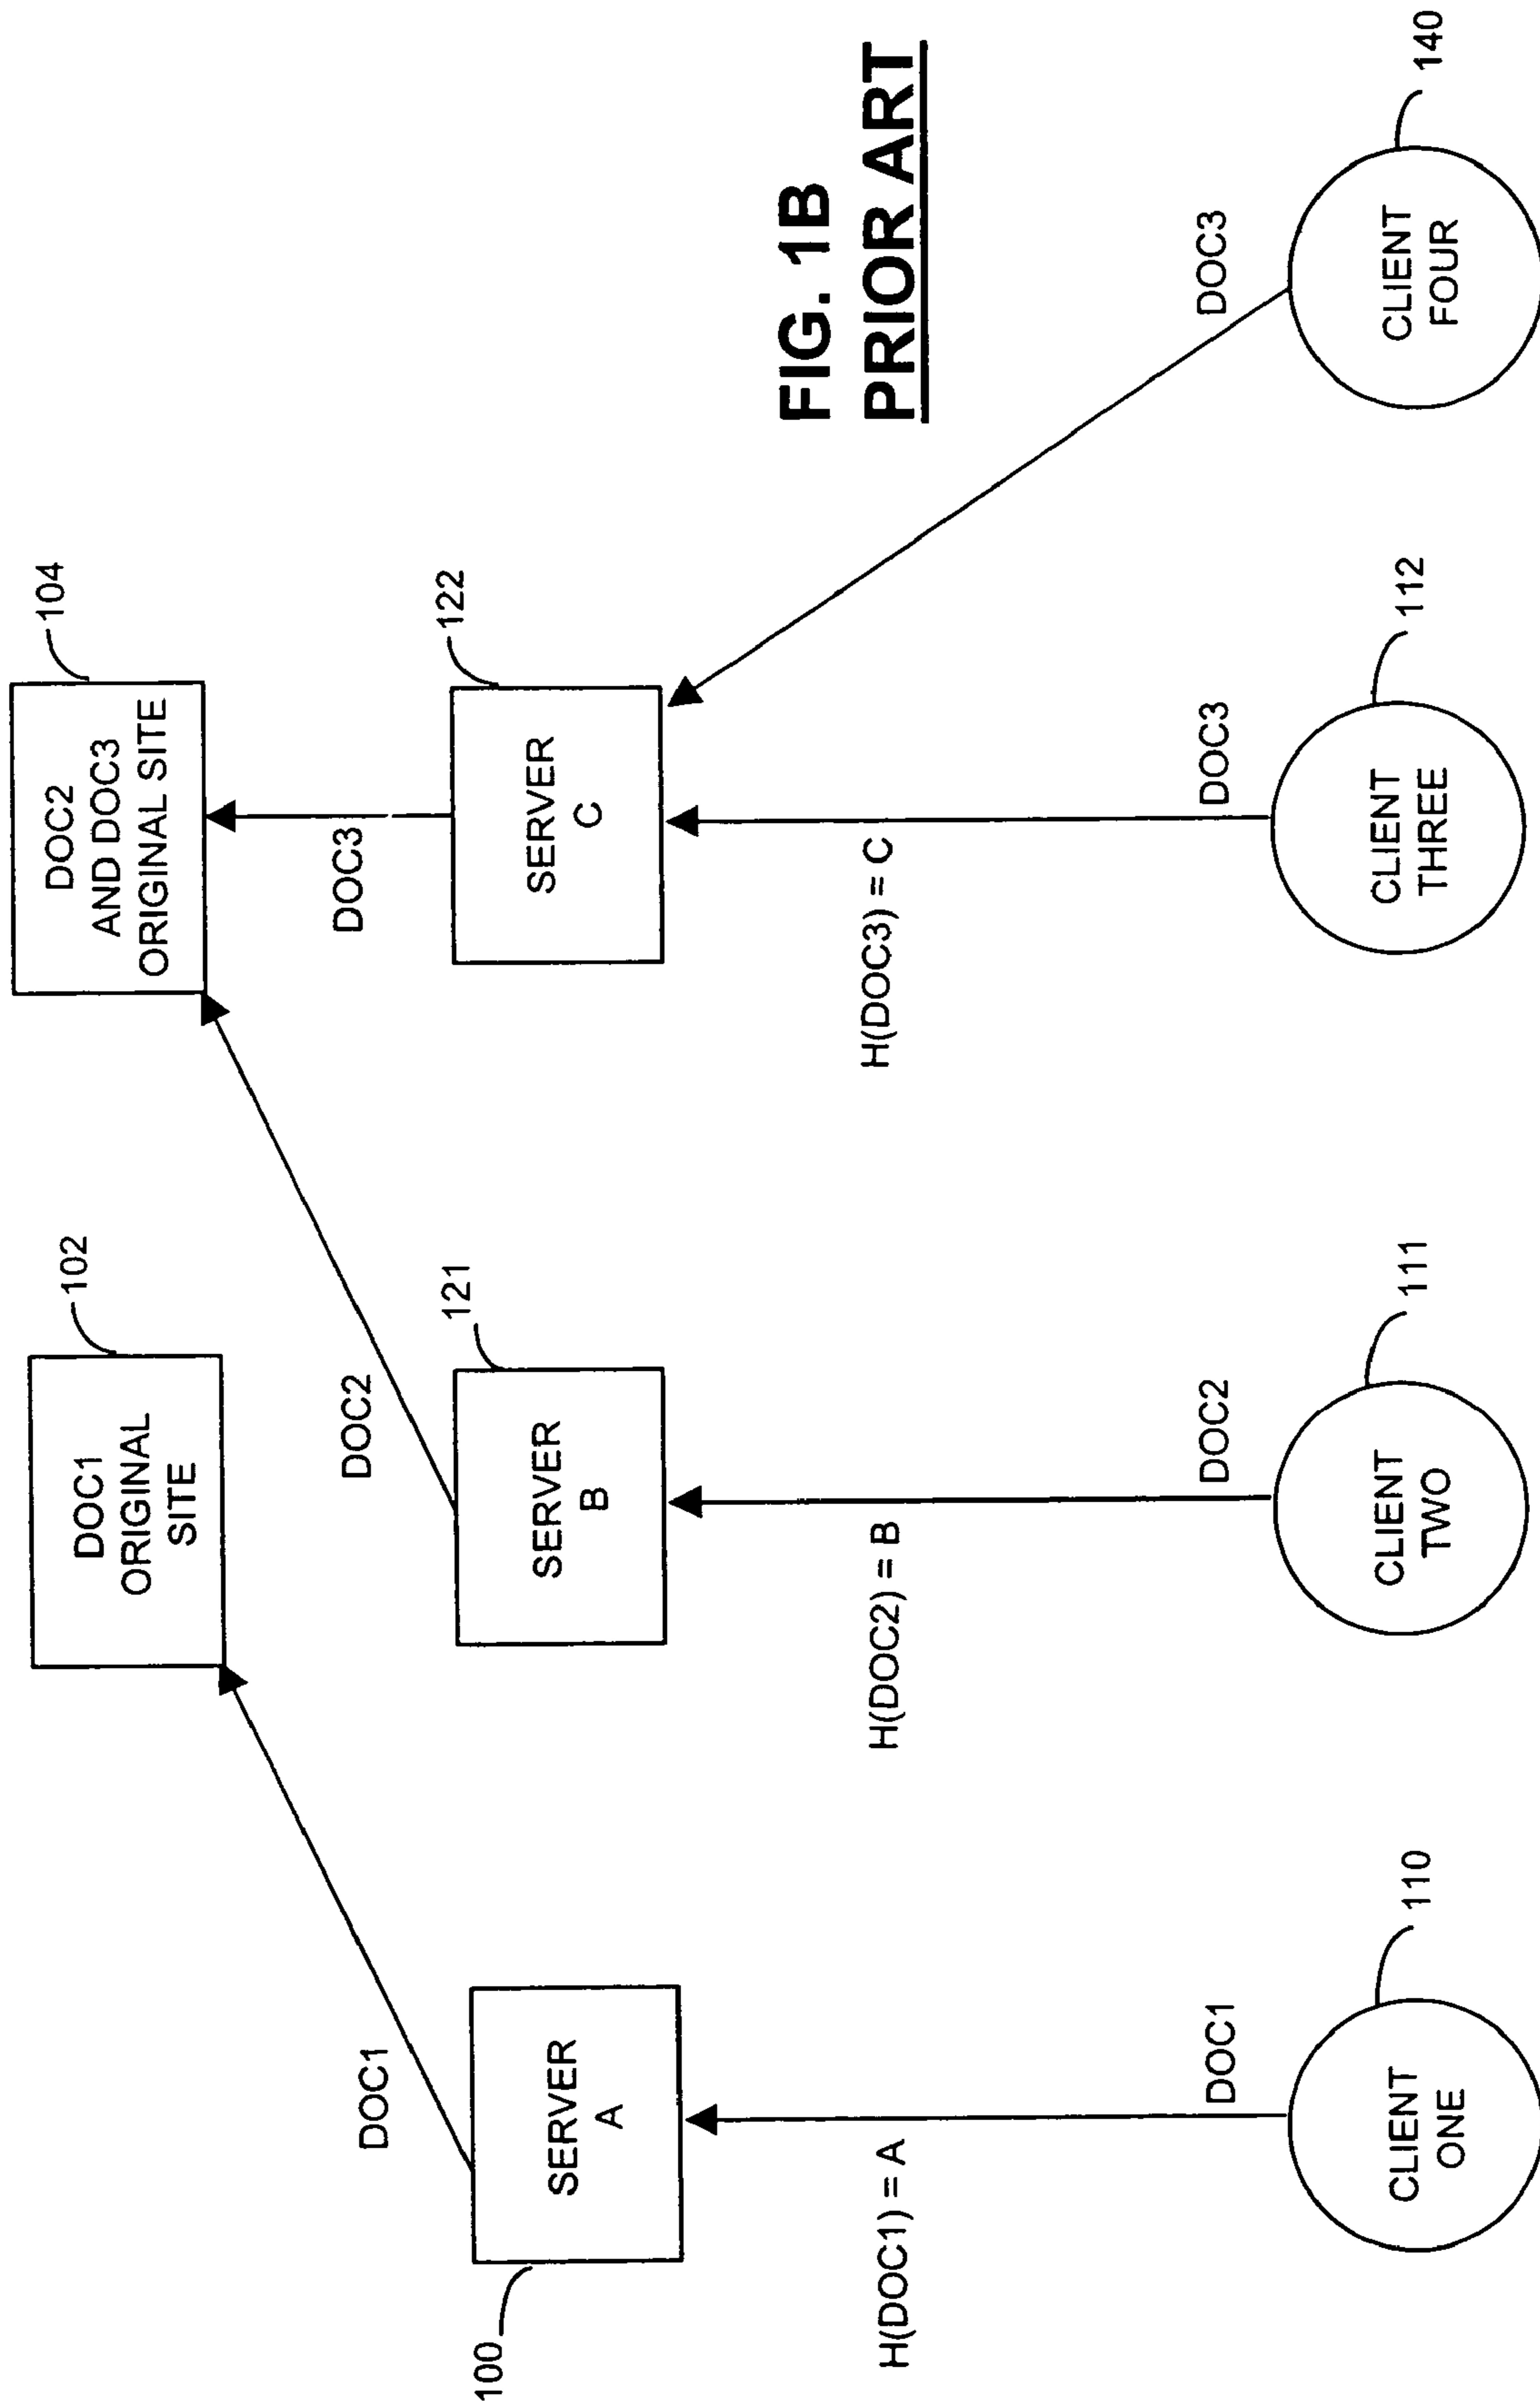 104
DOC2
AND DOC3
ORIGINAL SITE
102
DOC1
ORIGINAL
SITE
DOC1
DOC2
DOC3
100
SERVER
A
121
SERVER
B
122
SERVER
C
FIG. 1B
PRIOR ART
H(DOC1) = A
H(DOC2) = B
H(DOC3) = C
DOC1
DOC2
DOC3
DOC3
CLIENT
ONE
110
CLIENT
TWO
111
CLIENT
THREE
112
CLIENT
FOUR
140